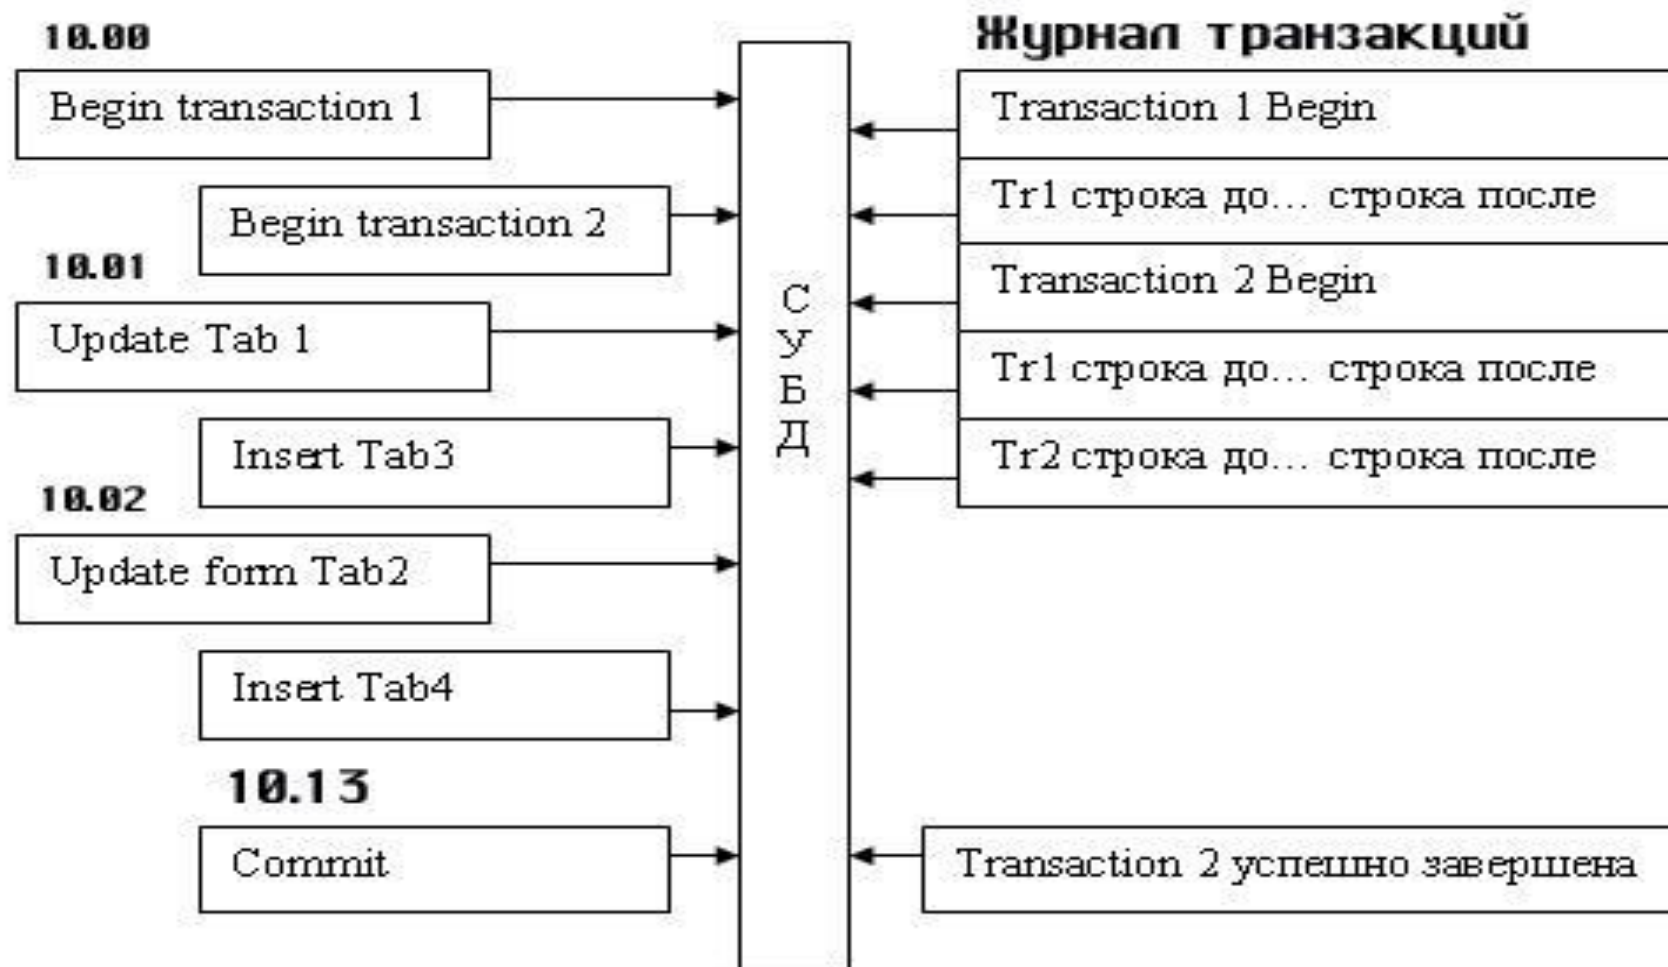 10.00
Begin transaction 1
Begin transaction 2
10.01
Update Tab 1
Insert Tab3
10.02
Update form Tab2
Insert Tab4
10.13
Commit
С
У
Б
Д
Журнал транзакций
Transaction 1 Begin
Tr1 строка до... строка после
Transaction 2 Begin
Tr1 строка до... строка после
Tr2 строка до... строка после
Transaction 2 успешно завершена